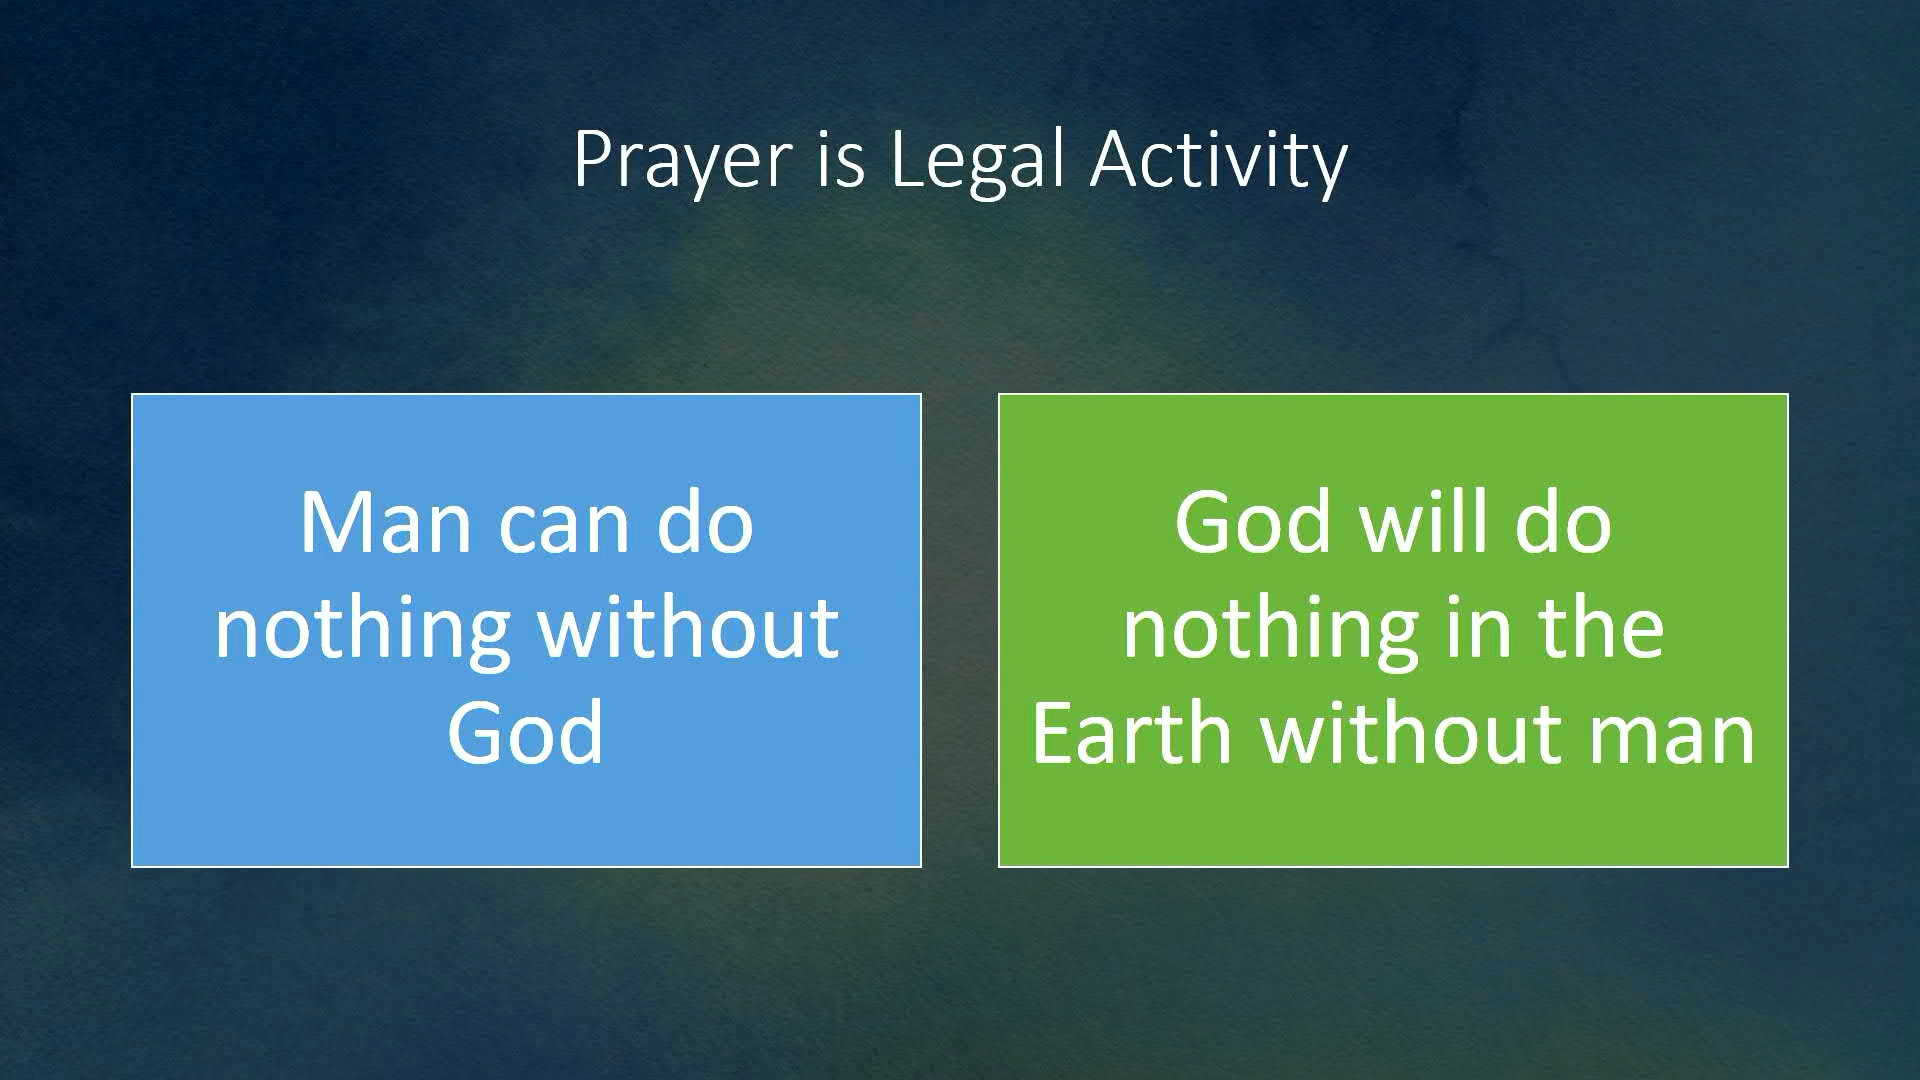 Prayer is Legal Activity
Man can do
nothing without
God
God will do
nothing in the
Earth without man